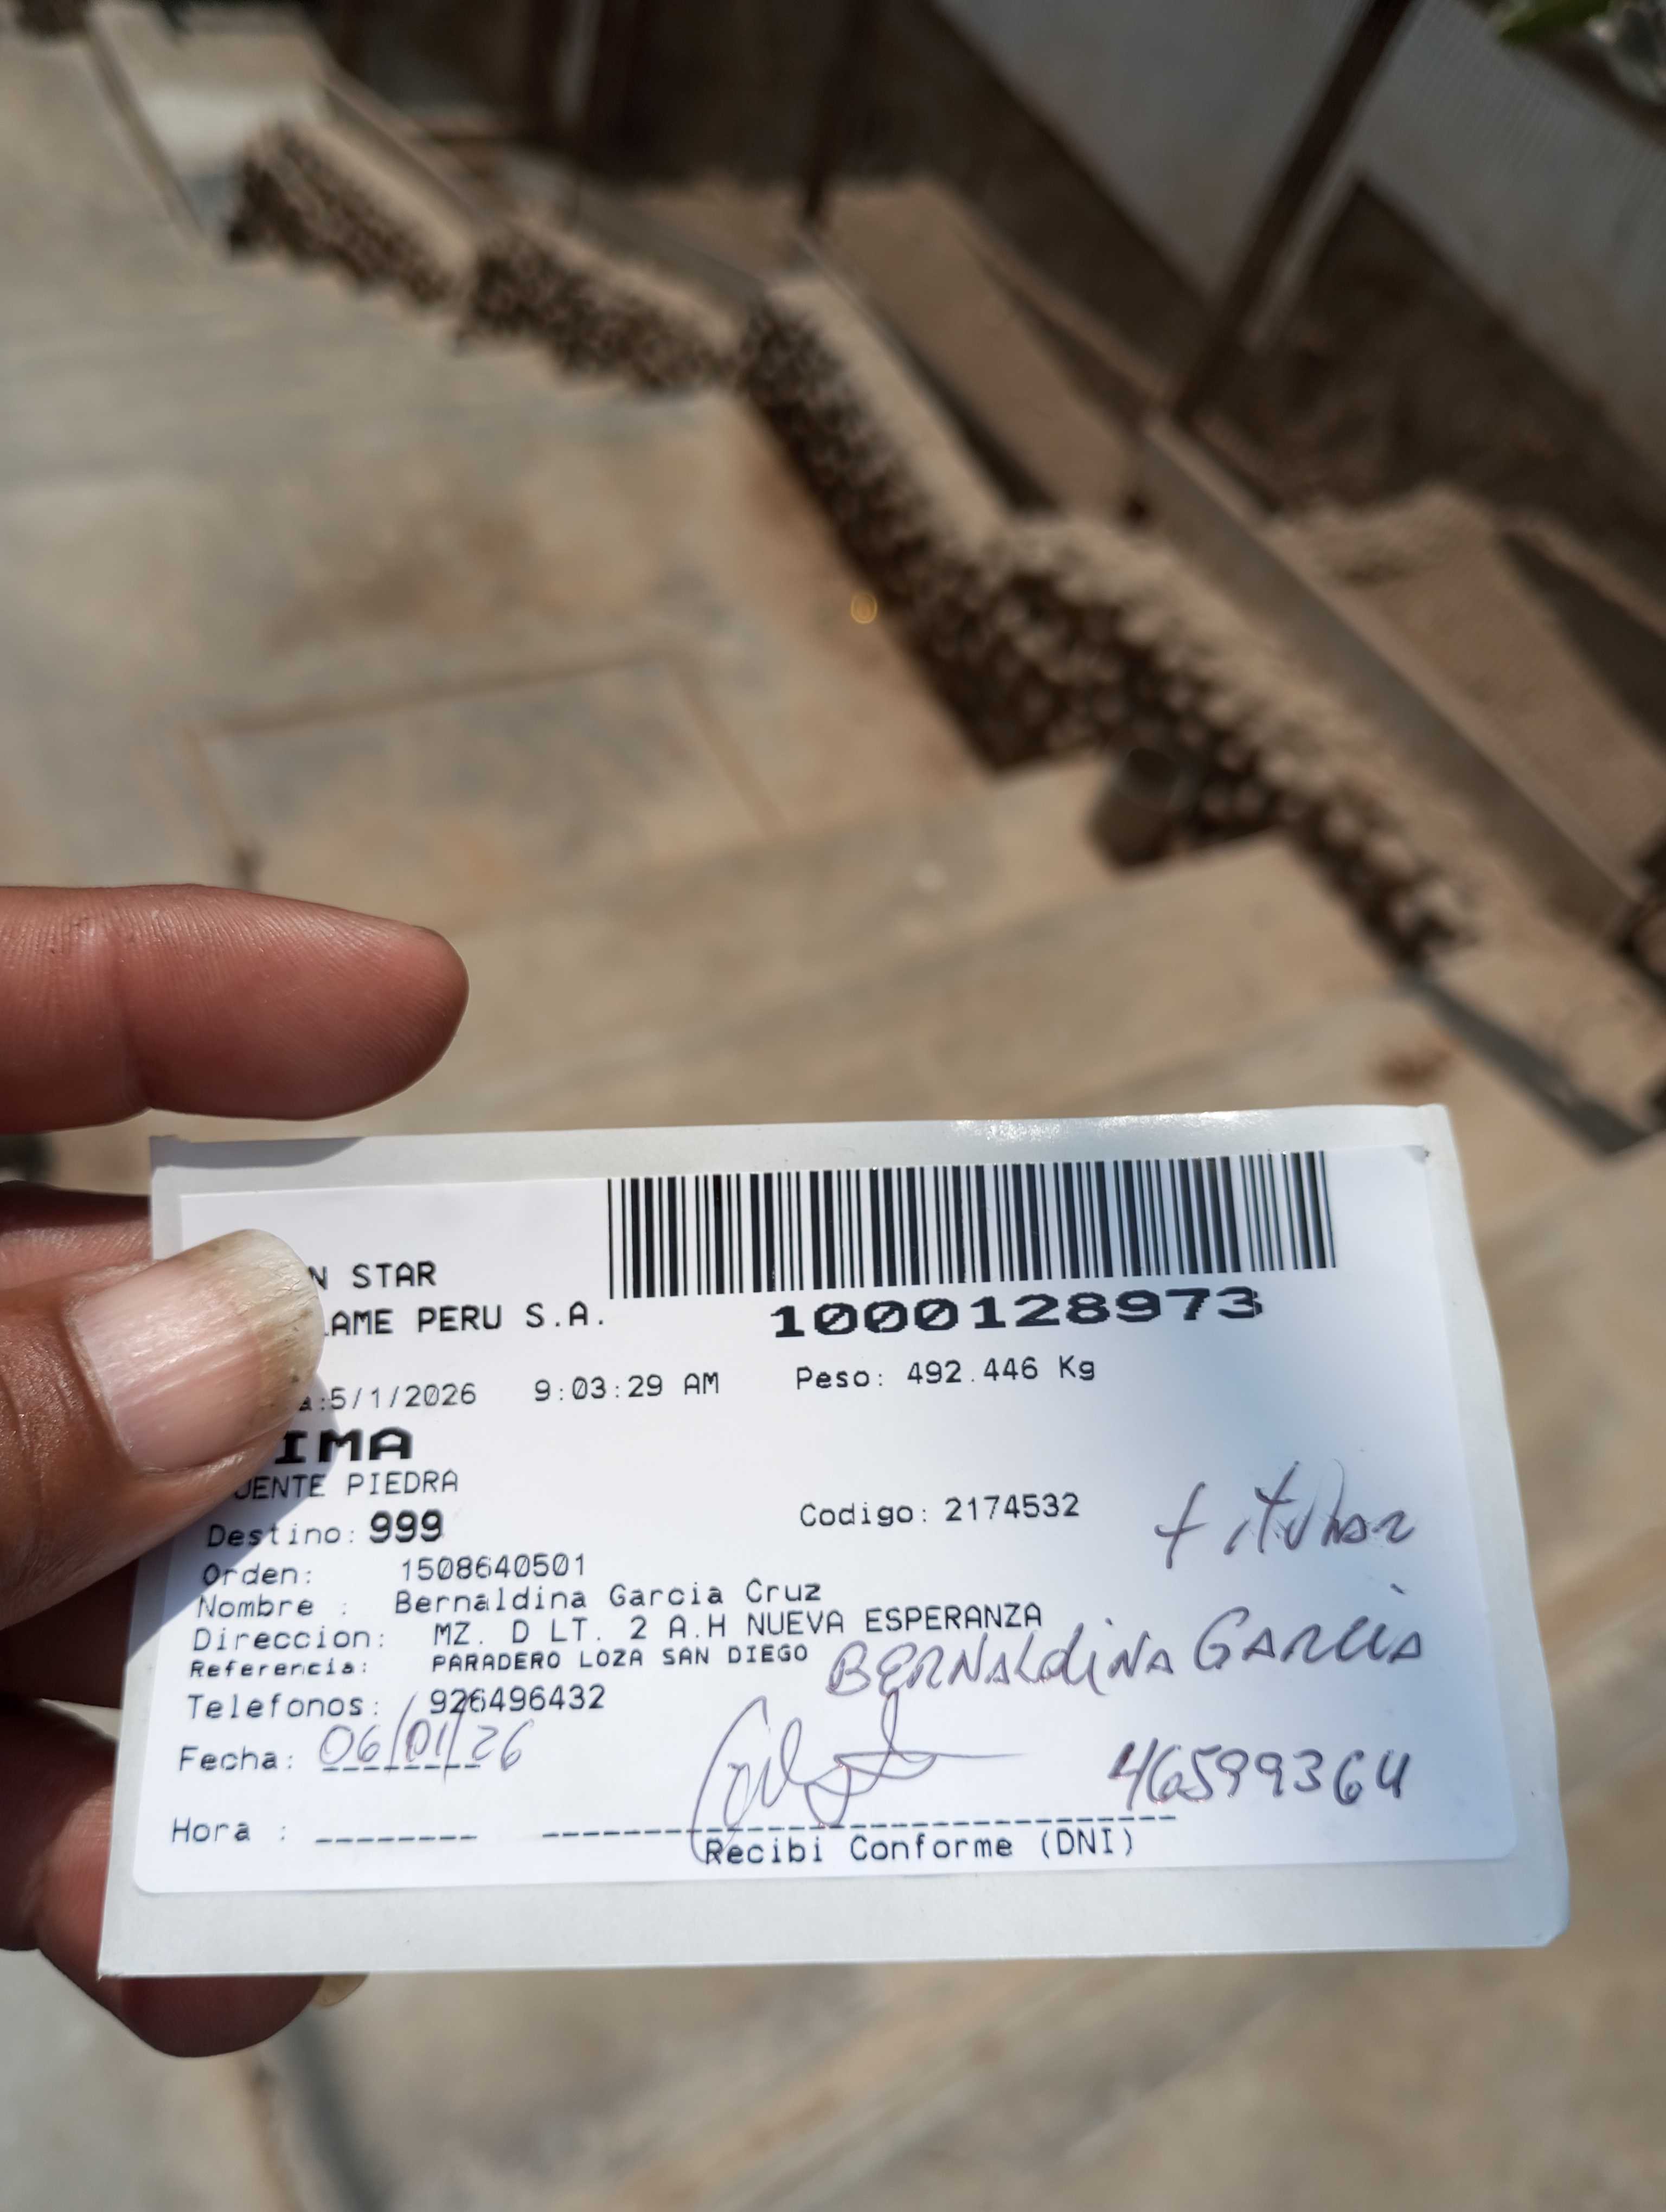 N STAR
LAME PERU S.A.
1000128973
a:5/1/2026 9:03:29 AM Peso: 492.446 Kg
IMA
UENTE PIEDRA
Destino: 999 Codigo: 2174532
titular
Orden: 1508640501
Nombre : Bernaldina Garcia Cruz
Direccion: MZ. D LT. 2 A.H NUEVA ESPERANZA
Referencia: PARADERO LOZA SAN DIEGO
BERNALdiNA GARCIA
Telefonos: / 926496432
Fecha: 06/01/26
46599364
Hora :
Recibi Conforme (DNI)